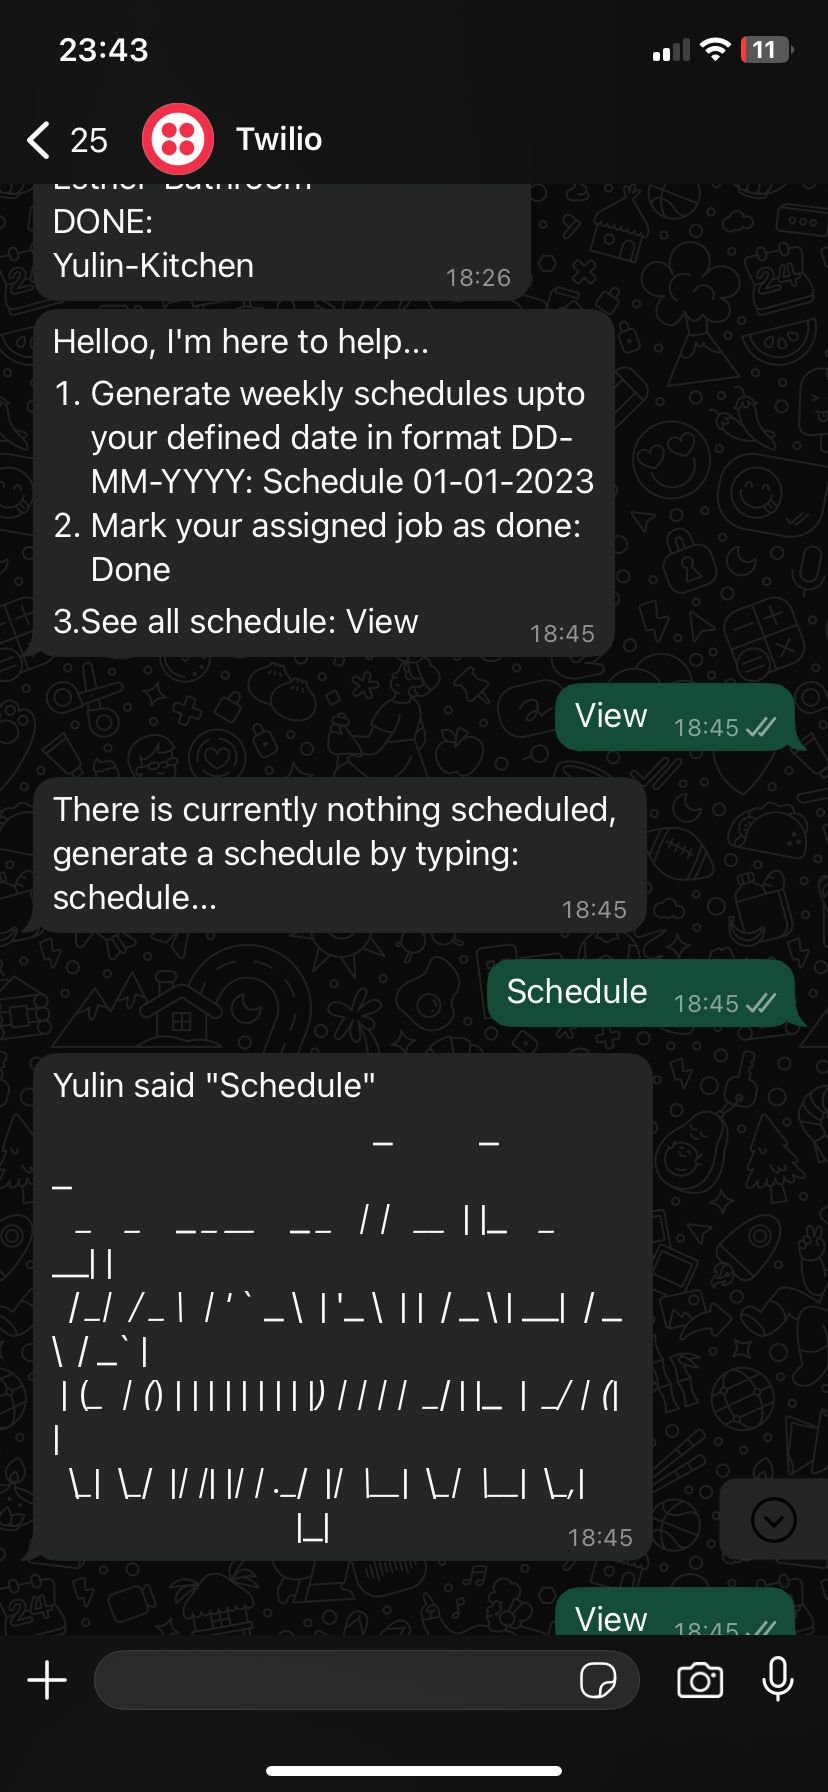 23:43
11
25
Twilio
Esther-Bathroom
DONE:
Yulin-Kitchen
18:26
Helloo, I'm here to help...
1. Generate weekly schedules upto
your defined date in format DD-
MM-YYYY: Schedule 01-01-2023
2. Mark your assigned job as done:
Done
3.See all schedule: View
18:45
View
18:45
There is currently nothing scheduled,
generate a schedule by typing:
schedule...
18:45
Schedule
18:45
Yulin said "Schedule"
18:45
View
18:45